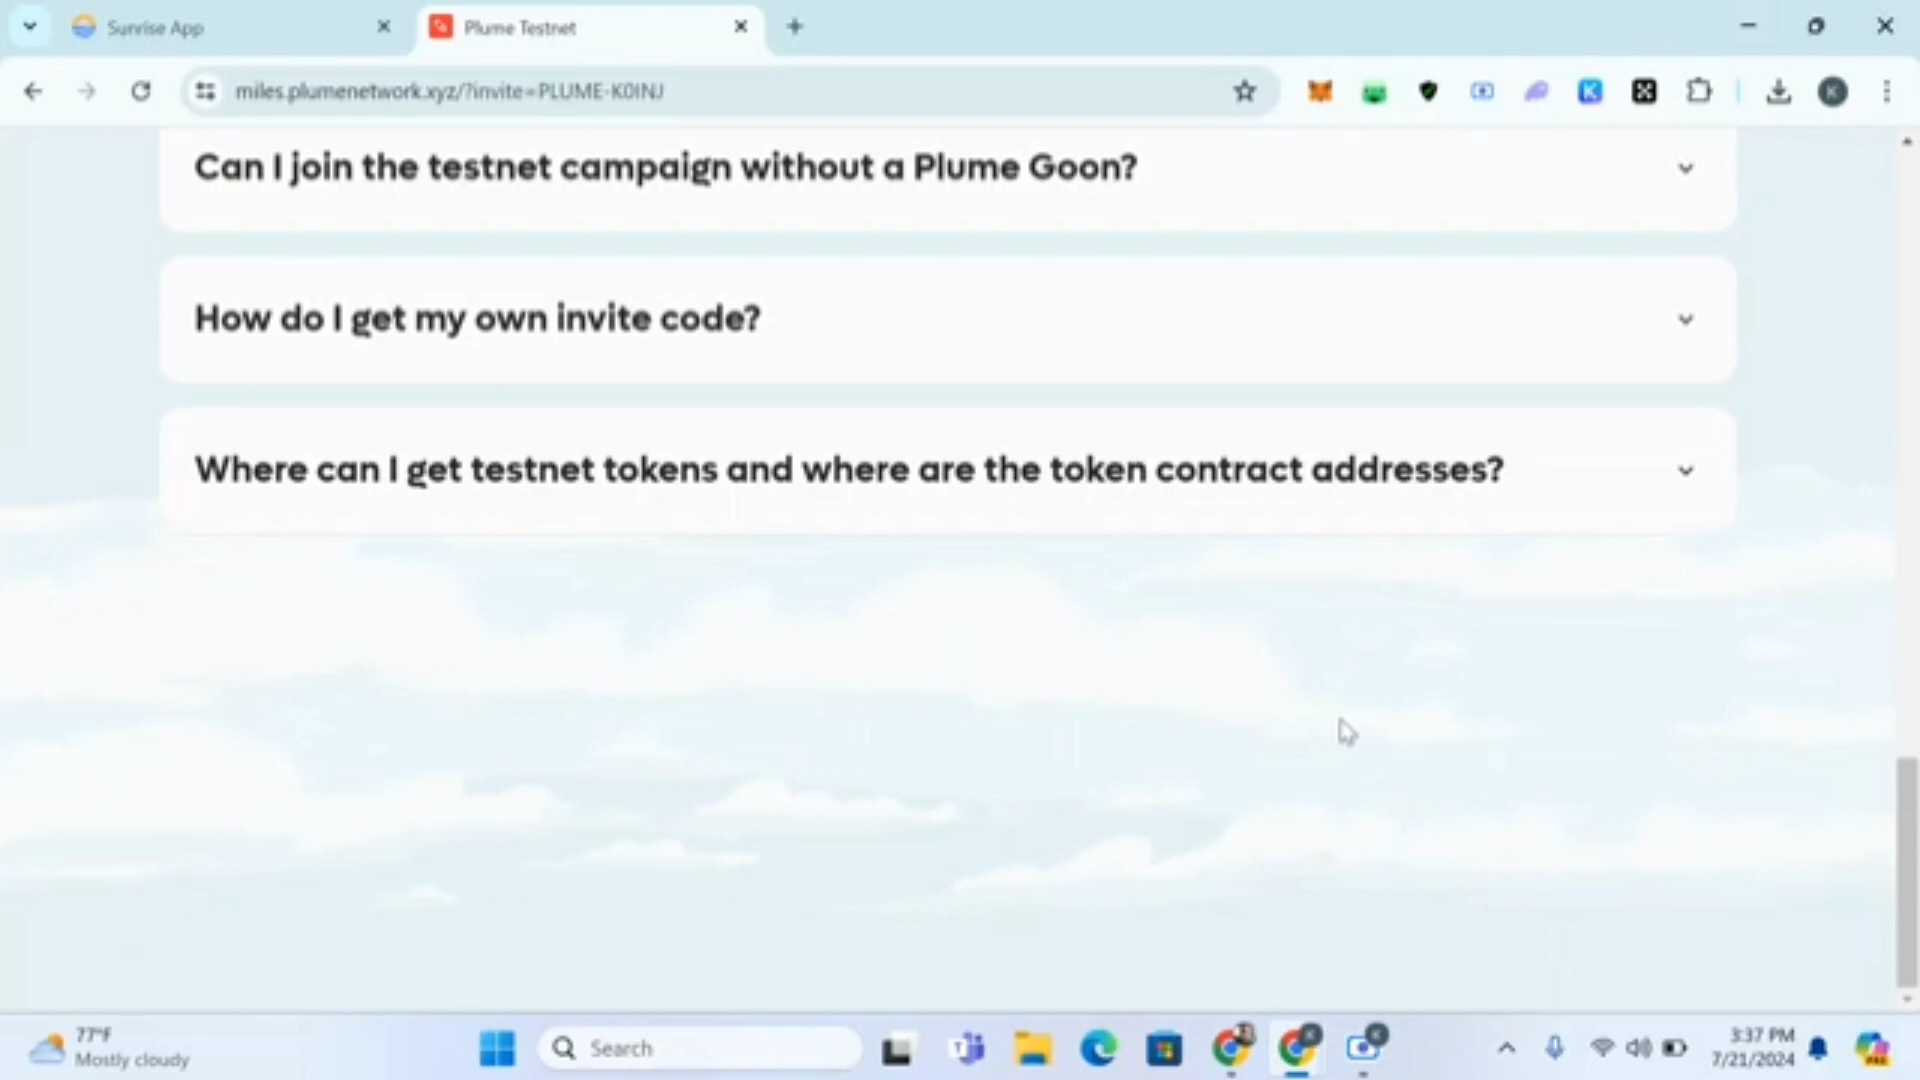 Sunrise App
Plume Testnet
miles.plumenetwork.xyz/?invite=PLUME-K0INJ
Can I join the testnet campaign without a Plume Goon?
How do I get my own invite code?
Where can I get testnet tokens and where are the token contract addresses?
77°F
Mostly cloudy
Search
3:37 PM
7/21/2024